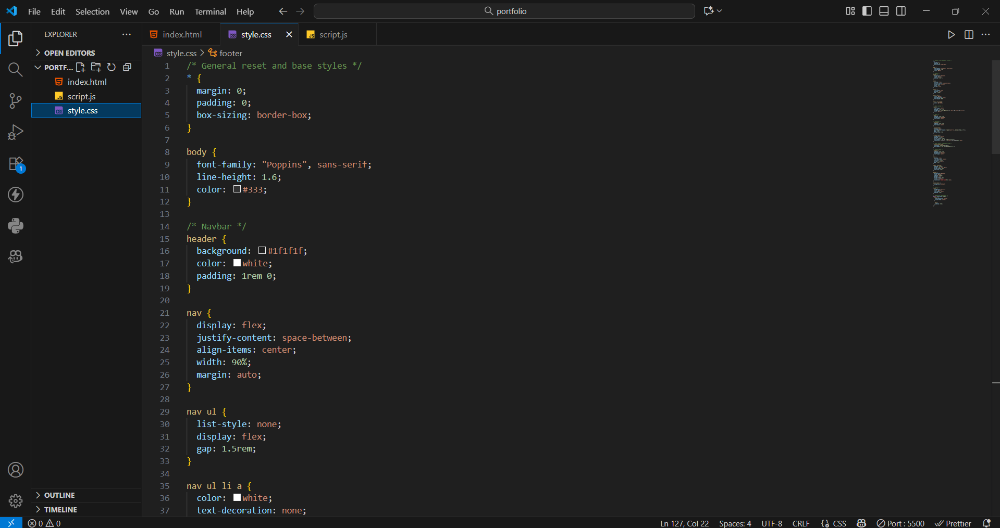 File Edit Selection View Go Run Terminal Help
portfolio
EXPLORER
OPEN EDITORS
PORTF...
index.html
script.js
style.css
1
OUTLINE
TIMELINE
index.html style.css script.js
style.css > footer
1 /* General reset and base styles */
2 * {
3 margin: 0;
4 padding: 0;
5 box-sizing: border-box;
6 }
7
8 body {
9 font-family: "Poppins", sans-serif;
10 line-height: 1.6;
11 color: #333;
12 }
13
14 /* Navbar */
15 header {
16 background: #1f1f1f;
17 color: white;
18 padding: 1rem 0;
19 }
20
21 nav {
22 display: flex;
23 justify-content: space-between;
24 align-items: center;
25 width: 90%;
26 margin: auto;
27 }
28
29 nav ul {
30 list-style: none;
31 display: flex;
32 gap: 1.5rem;
33 }
34
35 nav ul li a {
36 color: white;
37 text-decoration: none;
0 0 Ln 127, Col 22 Spaces: 4 UTF-8 CRLF {} CSS Port : 5500 Prettier